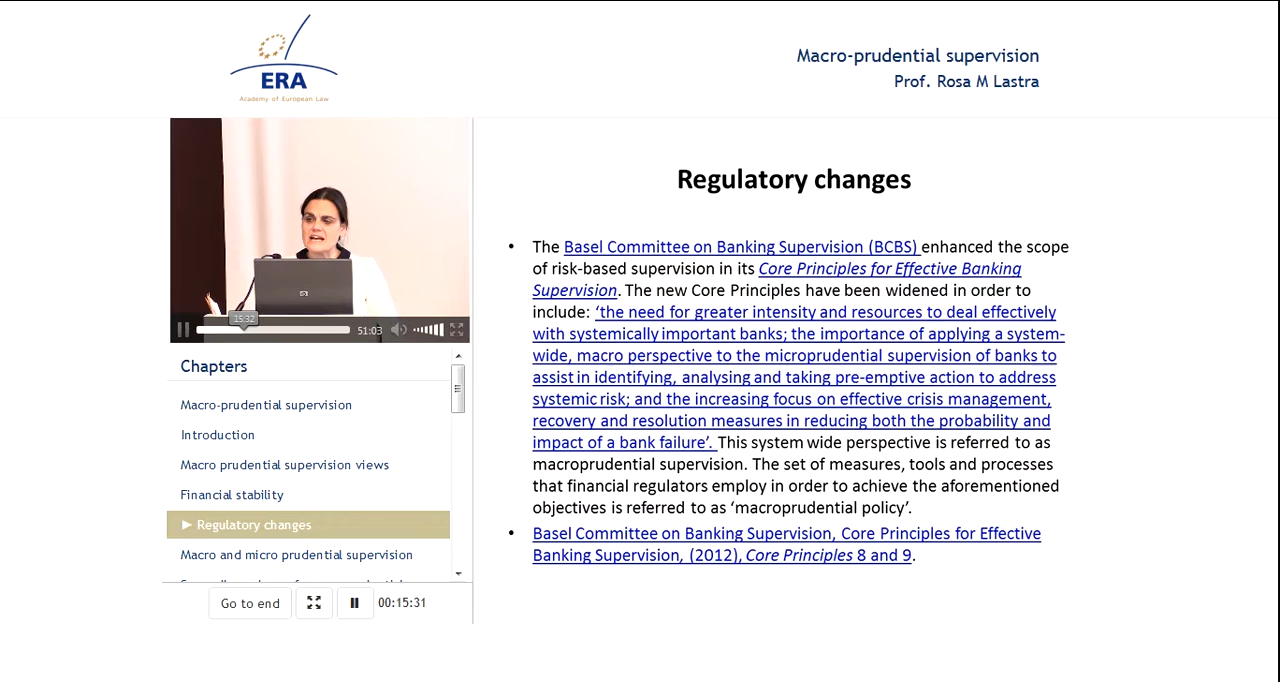 ERA
Academy of European Law
Macro-prudential supervision
Prof. Rosa M Lastra
15:32
51:03
Chapters
Macro-prudential supervision
Introduction
Macro prudential supervision views
Financial stability
► Regulatory changes
Macro and micro prudential supervision
Go to end
00:15:31
Regulatory changes
• The Basel Committee on Banking Supervision (BCBS) enhanced the scope
of risk-based supervision in its Core Principles for Effective Banking
Supervision. The new Core Principles have been widened in order to
include: ‘the need for greater intensity and resources to deal effectively
with systemically important banks; the importance of applying a system-
wide, macro perspective to the microprudential supervision of banks to
assist in identifying, analysing and taking pre-emptive action to address
systemic risk; and the increasing focus on effective crisis management,
recovery and resolution measures in reducing both the probability and
impact of a bank failure’. This system wide perspective is referred to as
macroprudential supervision. The set of measures, tools and processes
that financial regulators employ in order to achieve the aforementioned
objectives is referred to as ‘macroprudential policy’.
• Basel Committee on Banking Supervision, Core Principles for Effective
Banking Supervision, (2012), Core Principles 8 and 9.